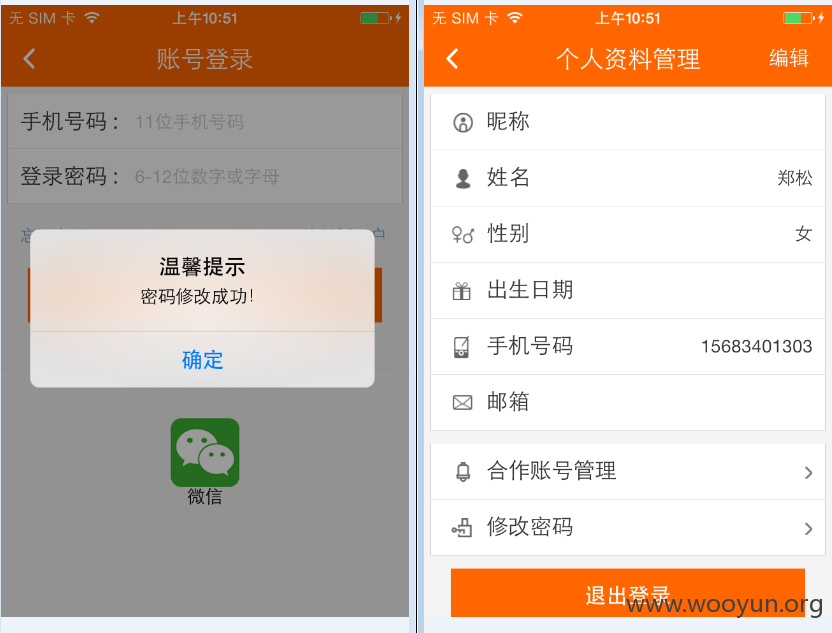 无 SIM 卡
上午10:51
账号登录
手机号码：
11位手机号码
登录密码：
6-12位数字或字母
温馨提示
密码修改成功！
确定
微信
无 SIM 卡
上午10:51
个人资料管理
编辑
昵称
姓名
郑松
性别
女
出生日期
手机号码
15683401303
邮箱
合作账号管理
修改密码
退出登录
www.wooyun.org